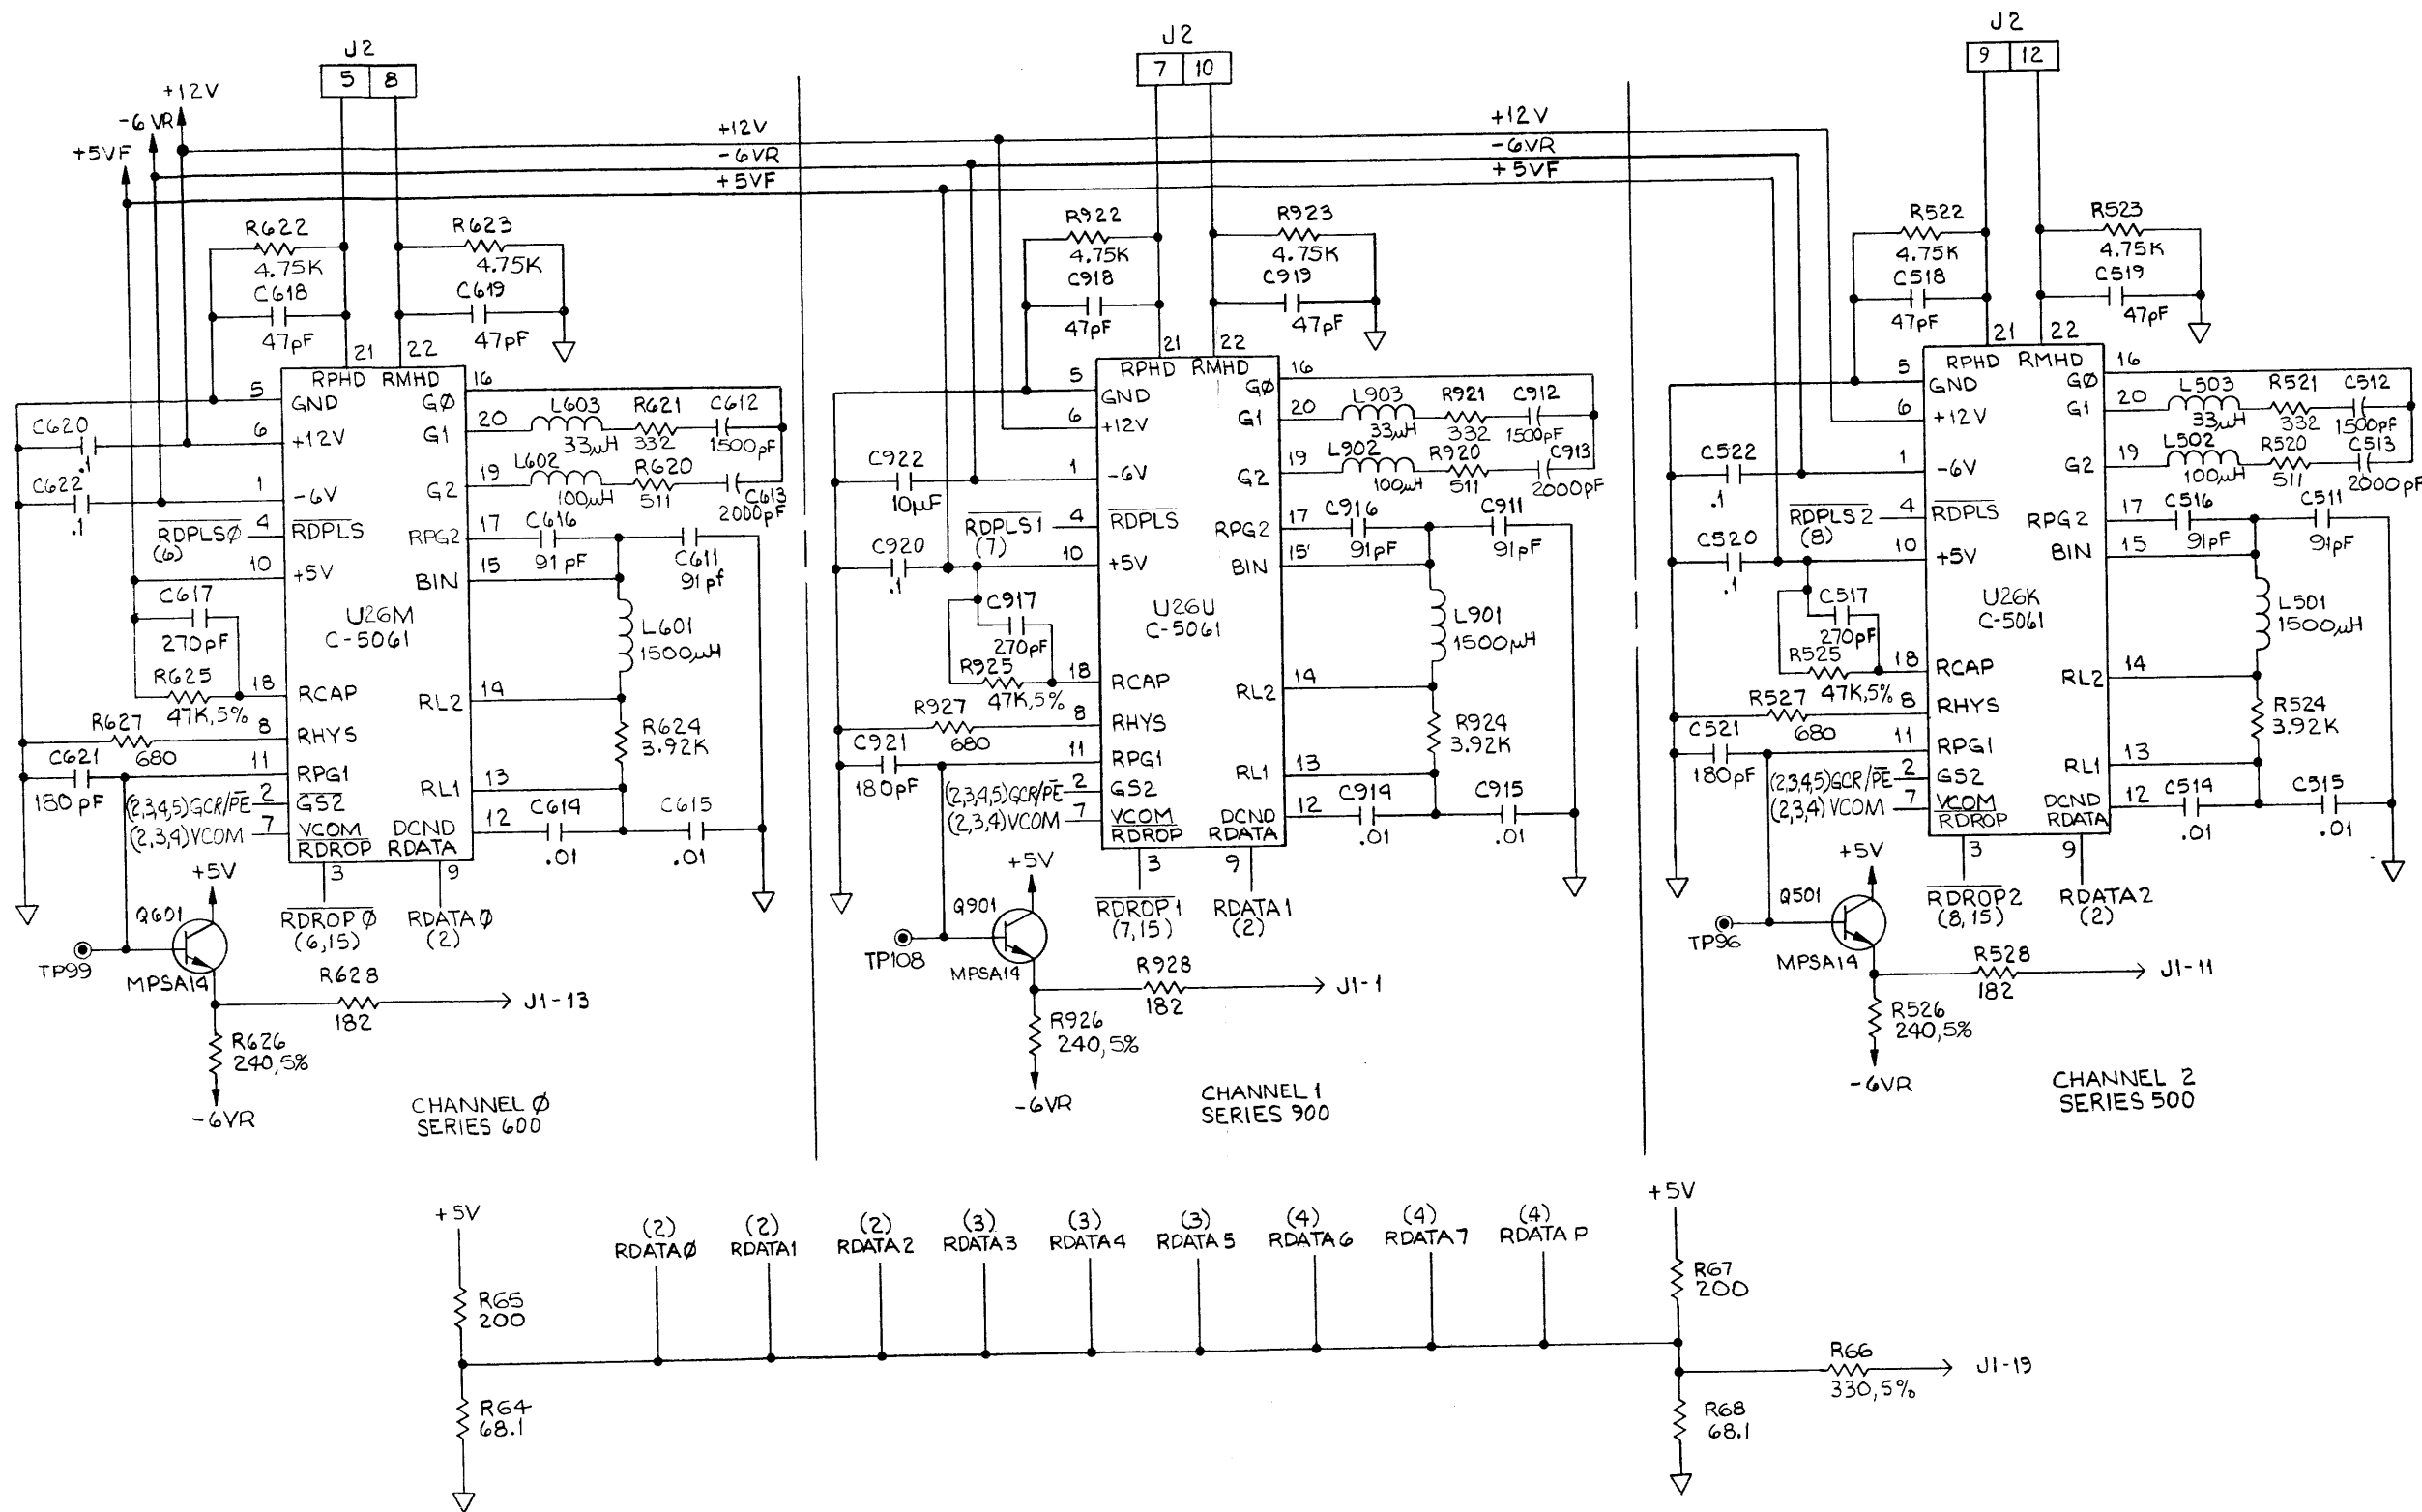 J2
5 8
J2
7 10
J2
9 12
+12V
-6VR
+5VF
+12V
-6VR
+5VF
+12V
-6VR
+5VF
R622
4.75K
C618
47pF
R623
4.75K
C619
47pF
21
22
5
GND
RPHD RMHD
16
GØ
C620
.1
6
+12V
G1
20
L603
33μH
R621
332
C612
1500pF
C622
.1
1
-6V
G2
19
L602
100μH
R620
511
C613
2000pF
RDPLSØ
(6)
4
RDPLS
RPG2
17
C616
91pF
C611
91pf
10
+5V
BIN
15
C617
270pF
U26M
C-5061
L601
1500μH
R625
47K,5%
18
RCAP
RL2
14
R627
680
8
RHYS
R624
3.92K
C621
180pF
11
RPG1
RL1
13
(2,3,4,5)GCR/PE
2
GS2
(2,3,4)VCOM
7
VCOM
RDROP
DCND
RDATA
12
C614
.01
C615
.01
3
9
RDROPØ
(6,15)
RDATAØ
(2)
+5V
Q601
TP99
MPSA14
R628
182
J1-13
R626
240,5%
-6VR
CHANNEL Ø
SERIES 600
R922
4.75K
C918
47pF
R923
4.75K
C919
47pF
21
22
5
GND
RPHD RMHD
16
GØ
6
+12V
G1
20
L903
33μH
R921
332
C912
1500pF
C922
10μF
1
-6V
G2
19
L902
100μH
R920
511
C913
2000pF
RDPLS1
(7)
4
RDPLS
RPG2
17
C916
91pF
C911
91pF
C920
.1
10
+5V
BIN
15
C917
270pF
U26U
C-5061
L901
1500μH
R925
47K,5%
18
RCAP
RL2
14
R927
680
8
RHYS
R924
3.92K
C921
180pF
11
RPG1
RL1
13
(2,3,4,5)GCR/PE
2
GS2
(2,3,4)VCOM
7
VCOM
RDROP
DCND
RDATA
12
C914
.01
C915
.01
3
9
RDROP1
(7,15)
RDATA1
(2)
+5V
Q901
TP108
MPSA14
R928
182
J1-1
R926
240,5%
-6VR
CHANNEL 1
SERIES 900
R522
4.75K
C518
47pF
R523
4.75K
C519
47pF
21
22
5
GND
RPHD RMHD
16
GØ
6
+12V
G1
20
L503
33μH
R521
332
C512
1500pF
C522
.1
1
-6V
G2
19
L502
100μH
R520
511
C513
2000pF
RDPLS2
(8)
4
RDPLS
RPG2
17
C516
91pF
C511
91pF
C520
.1
10
+5V
BIN
15
C517
270pF
U26K
C-5061
L501
1500μH
R525
47K,5%
18
RCAP
RL2
14
R527
680
8
RHYS
R524
3.92K
C521
180pF
11
RPG1
RL1
13
(2,3,4,5)GCR/PE
2
GS2
(2,3,4)VCOM
7
VCOM
RDROP
DCND
RDATA
12
C514
.01
C515
.01
3
9
RDROP2
(8,15)
RDATA2
(2)
+5V
Q501
TP96
MPSA14
R528
182
J1-11
R526
240,5%
-6VR
CHANNEL 2
SERIES 500
+5V
(2)
RDATAØ
(2)
RDATA1
(2)
RDATA2
(3)
RDATA3
(3)
RDATA4
(3)
RDATA5
(4)
RDATA6
(4)
RDATA7
(4)
RDATA P
+5V
R65
200
R67
200
R64
68.1
R66
330,5%
J1-19
R68
68.1